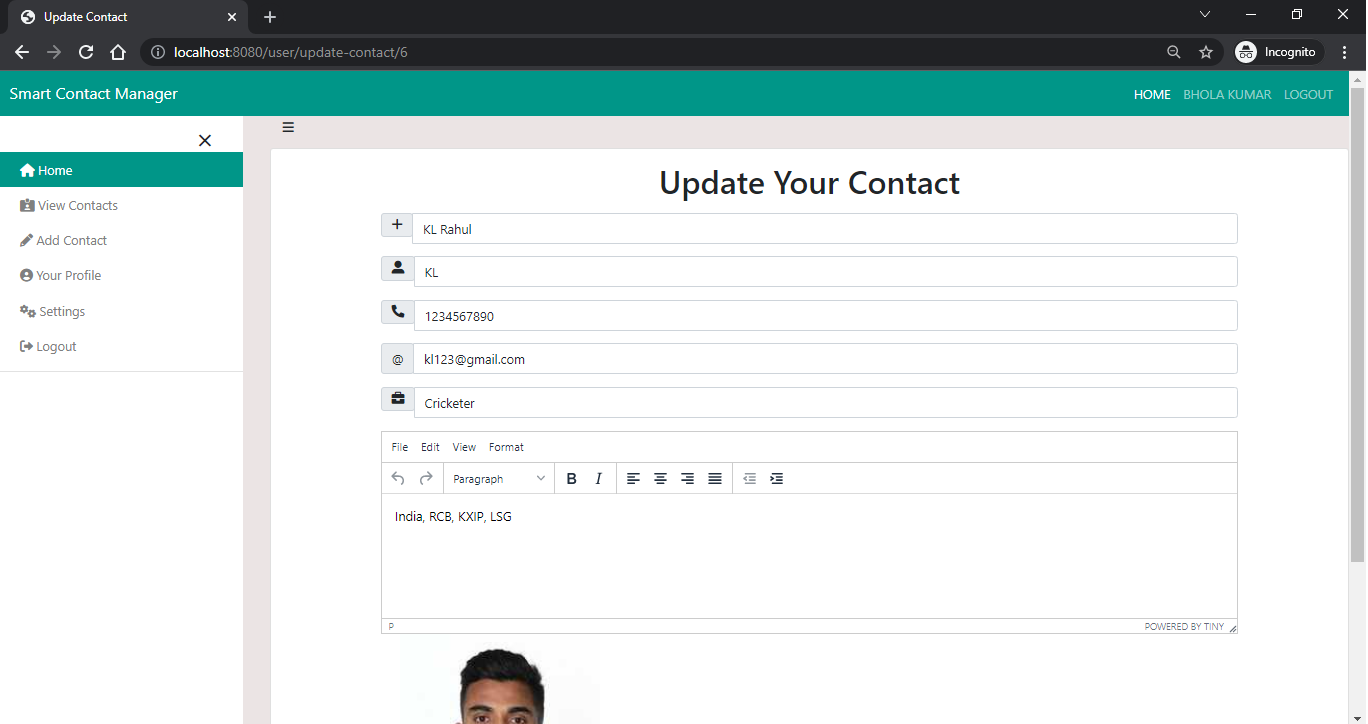 Update Contact
localhost:8080/user/update-contact/6
Incognito
Smart Contact Manager
HOME BHOLA KUMAR LOGOUT
Home
View Contacts
Add Contact
Your Profile
Settings
Logout
Update Your Contact
KL Rahul
KL
1234567890
@ kl123@gmail.com
Cricketer
File Edit View Format
Paragraph B I
India, RCB, KXIP, LSG
P POWERED BY TINY